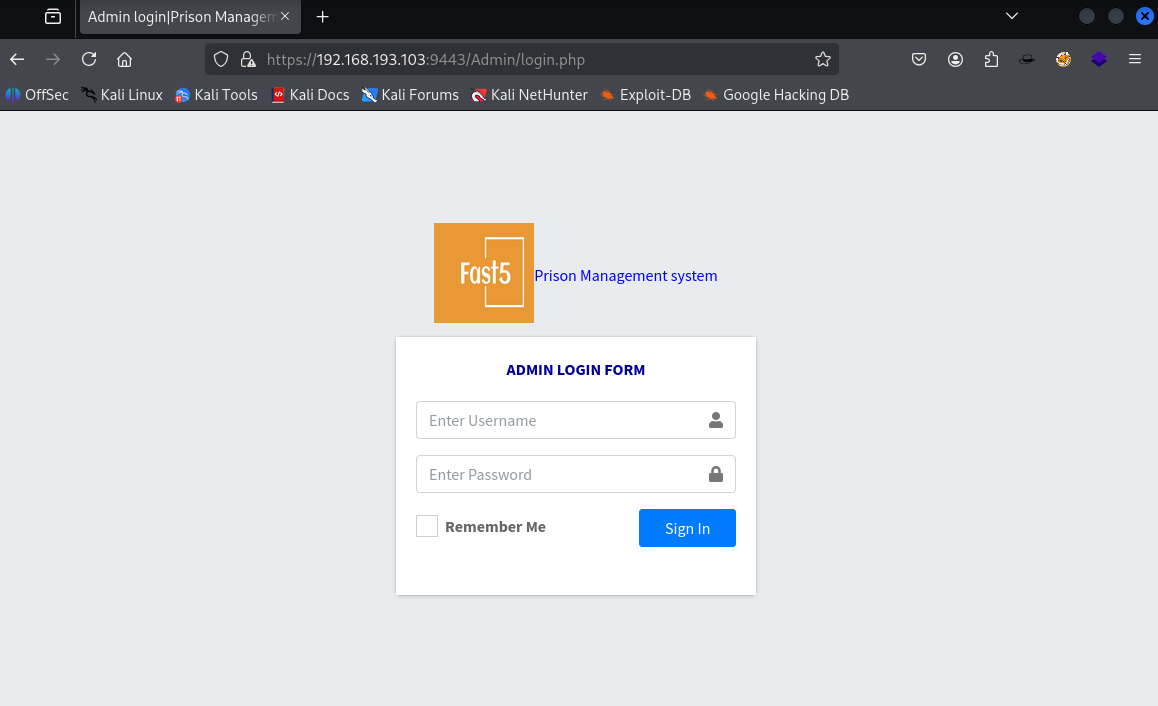 Admin login|Prison Managem
https://192.168.193.103:9443/Admin/login.php
OffSec Kali Linux Kali Tools Kali Docs Kali Forums Kali NetHunter Exploit-DB Google Hacking DB
Fast5
Prison Management system
ADMIN LOGIN FORM
Enter Username
Enter Password
Remember Me Sign In